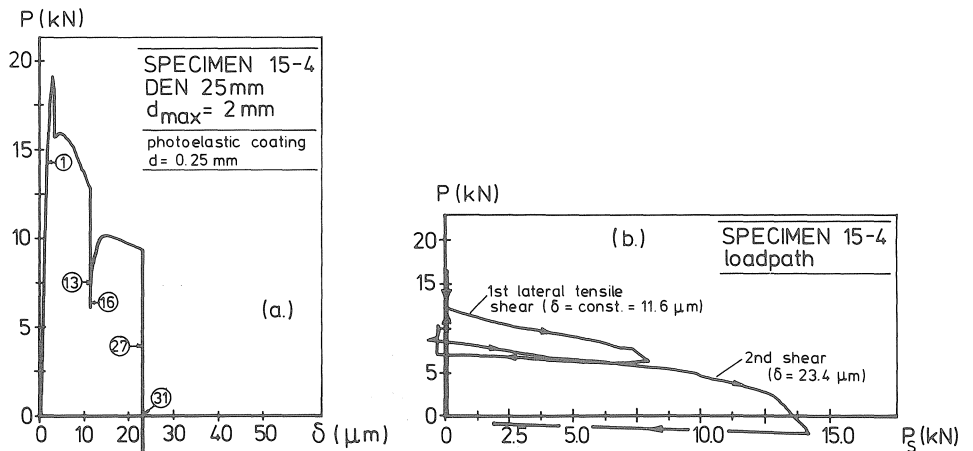 P (kN)
20
15
10
5
0
0 10 20 30 40 50 δ (μm)
SPECIMEN 15-4
DEN 25mm
dmax = 2 mm
photoelastic coating
d = 0.25 mm
1
13
16
27
31
(a.)
P (kN)
20
15
10
5
0
0 2.5 5.0 10.0 15.0 Ps(kN)
(b.)
SPECIMEN 15-4
loadpath
1st lateral tensile
shear (δ = const. = 11.6 μm)
2nd shear
(δ = 23.4 μm)